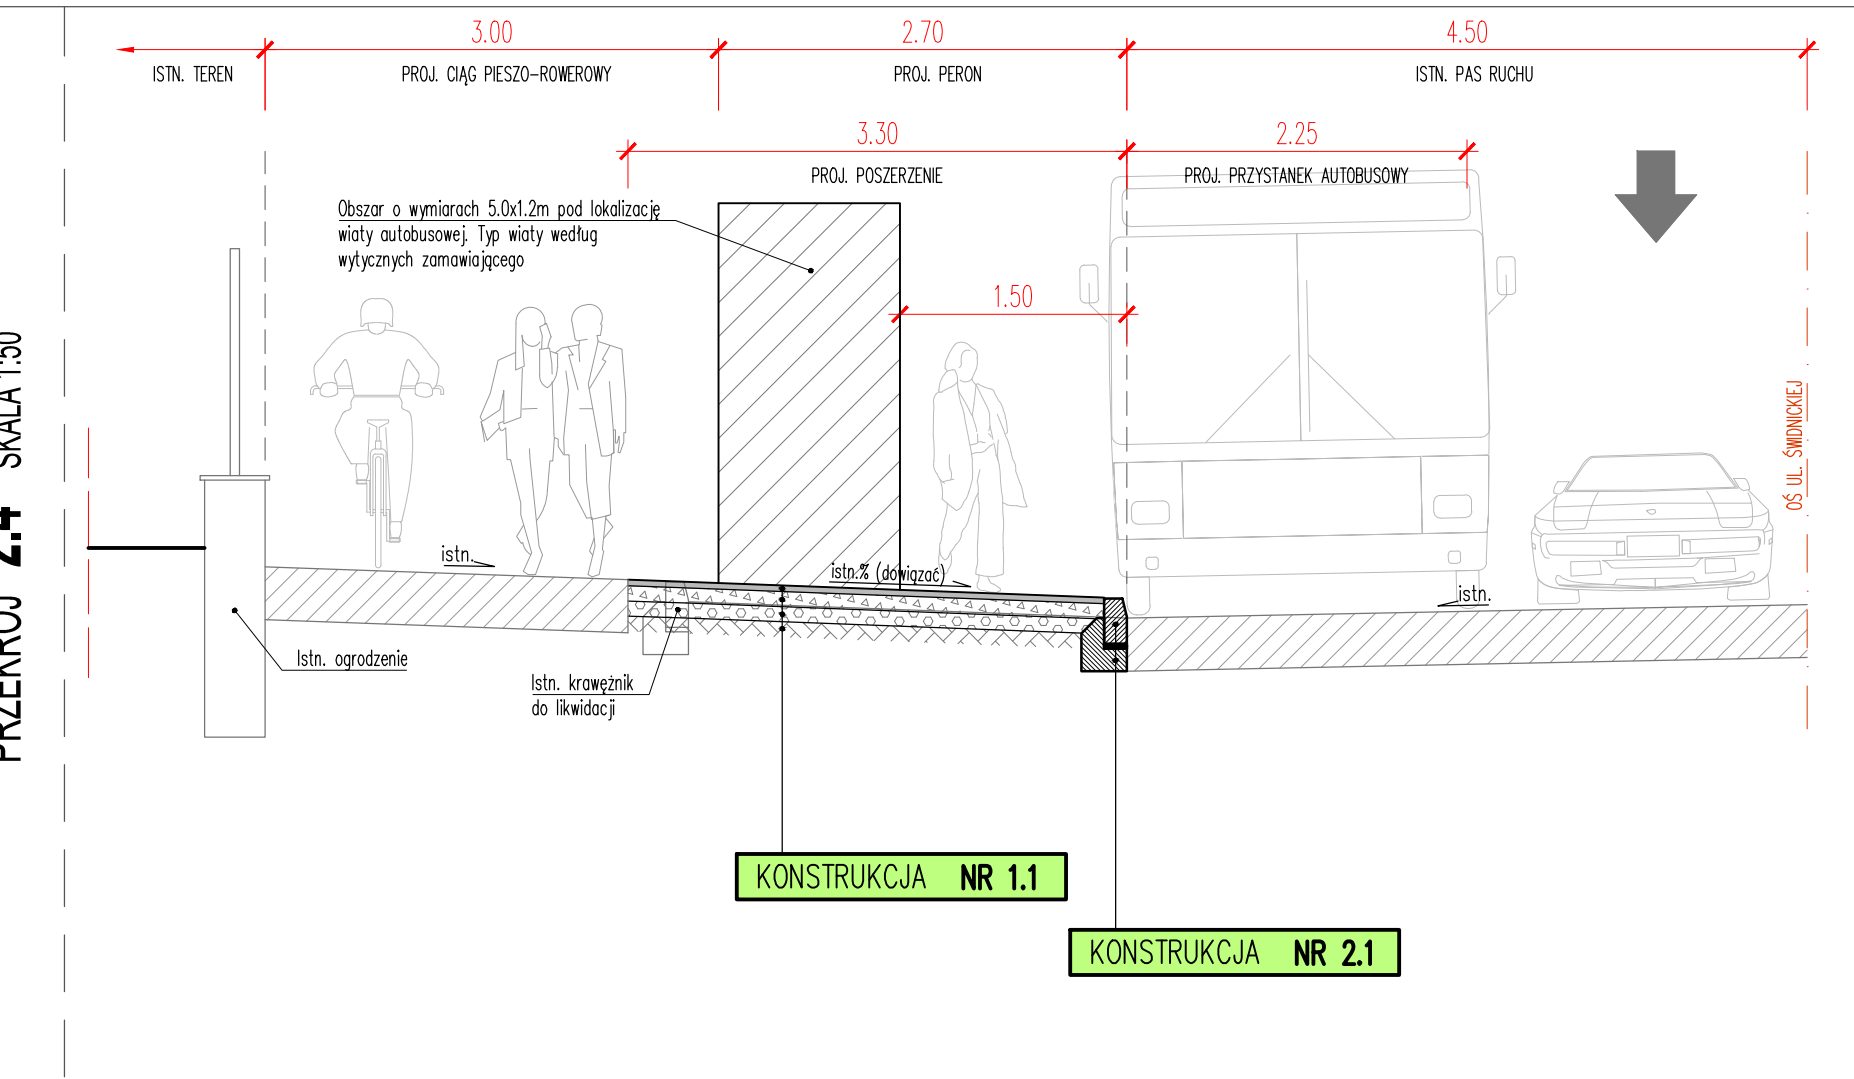 3.00
2.70
4.50
ISTN. TEREN
PROJ. CIĄG PIESZO-ROWEROWY
PROJ. PERON
ISTN. PAS RUCHU
3.30
2.25
PROJ. POSZERZENIE
PROJ. PRZYSTANEK AUTOBUSOWY
Obszar o wymiarach 5.0x1.2m pod lokalizację
wiaty autobusowej. Typ wiaty według
wytycznych zamawiającego
1.50
OŚ UL. ŚWIDNICKIEJ
PRZEKRÓJ 2.4 SKALA 1:50
istn.
istn.% (dowiązać)
istn.
Istn. ogrodzenie
Istn. krawężnik
do likwidacji
KONSTRUKCJA NR 1.1
KONSTRUKCJA NR 2.1